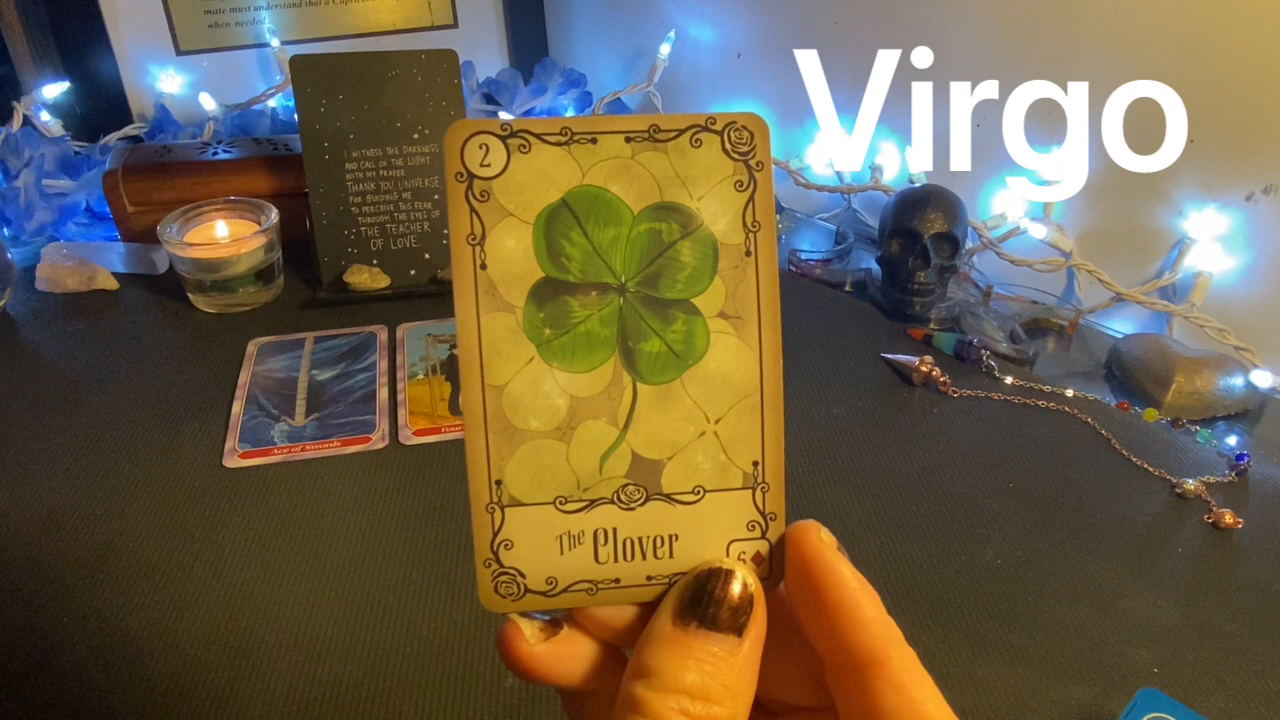 mate must understand that a
when needed.
Virgo
I WITNESS THE DARKNESS
AND CALL ON THE LIGHT
WITH MY PRAYER
THANK YOU, UNIVERSE
FOR GUIDING ME
TO PERCEIVE THIS FEAR
THROUGH THE EYES OF
THE TEACHER
OF LOVE.
2
Ace of Swords
Four
The Clover
6